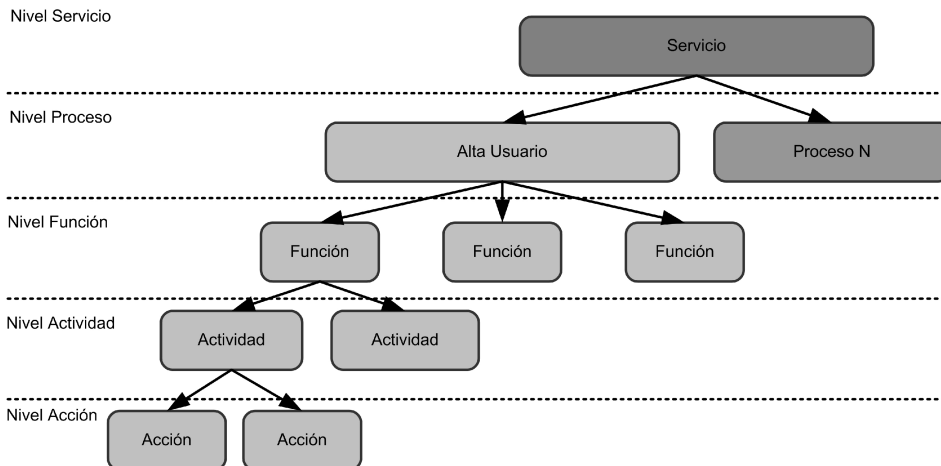 Nivel Servicio
Servicio
Nivel Proceso
Alta Usuario
Proceso N
Nivel Función
Función
Función
Función
Nivel Actividad
Actividad
Actividad
Nivel Acción
Acción
Acción